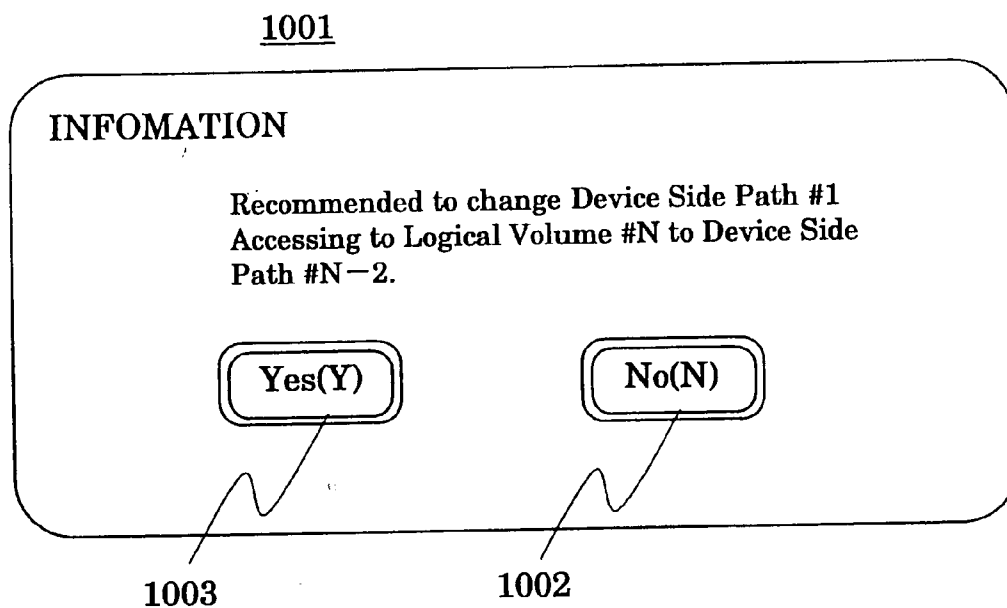 1001
INFOMATION
Recommended to change Device Side Path #1
Accessing to Logical Volume #N to Device Side
Path #N－2.
Yes(Y)
No(N)
1003
1002